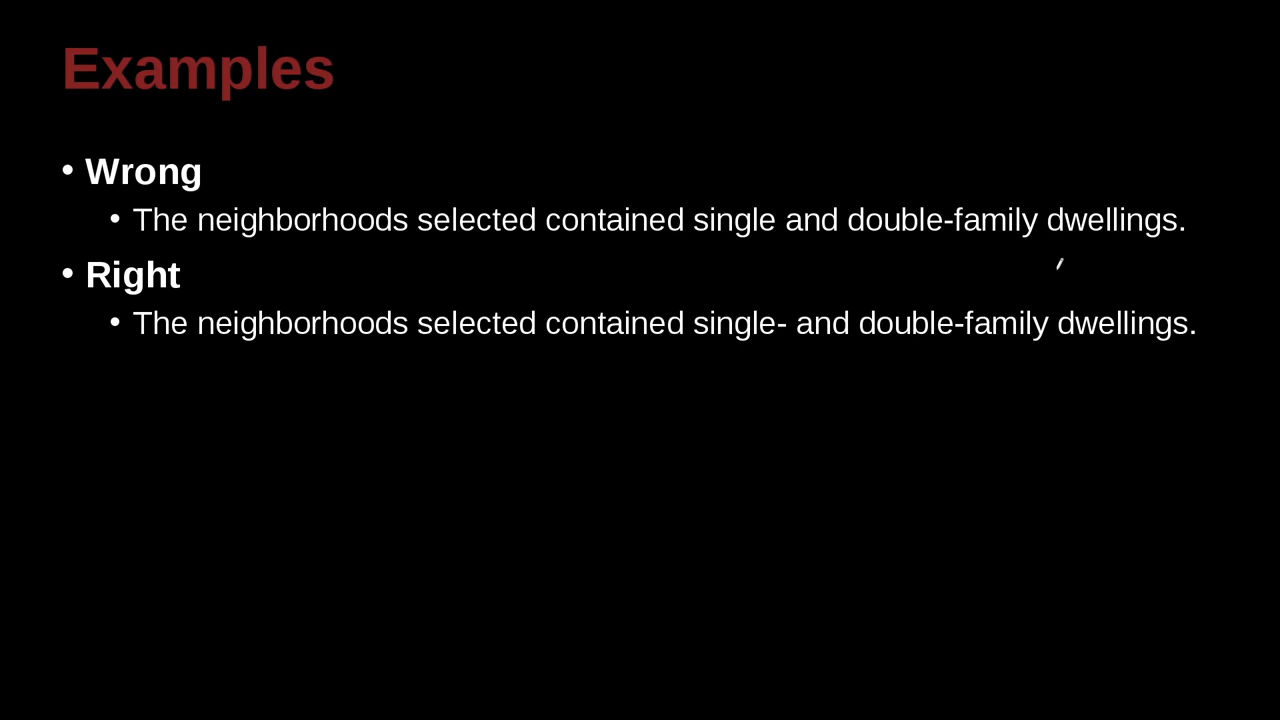 Examples
• Wrong
• The neighborhoods selected contained single and double-family dwellings.
• Right
• The neighborhoods selected contained single- and double-family dwellings.